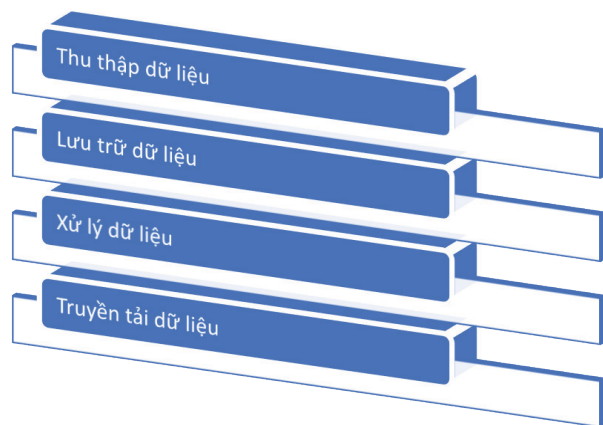 Thu thập dữ liệu
Lưu trữ dữ liệu
Xử lý dữ liệu
Truyền tải dữ liệu